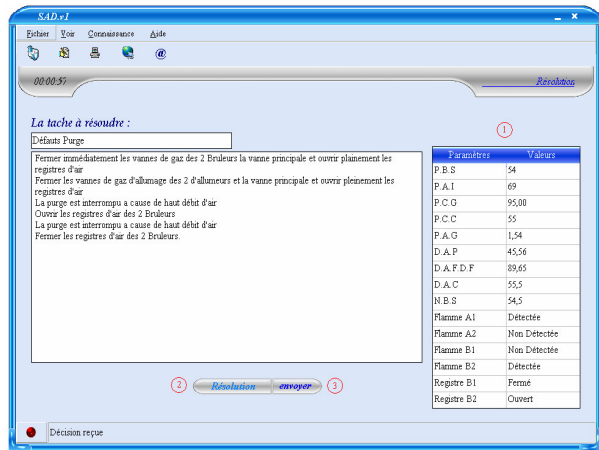 SAD.v1
Fichier Voir Connaissance Aide
00:00:57
Résolution
La tache à résoudre :
1
Défauts Purge
Fermer immédiatement les vannes de gaz des 2 Bruleurs la vanne principale et ouvrir plainement les
registres d'air
Fermer les vannes de gaz d'allumage des 2 d'allumeurs et la vanne principale et ouvrir pleinement les
registres d'air
La purge est interrompu a cause de haut débit d'air
Ouvrir les registres d'air des 2 Bruleurs
La purge est interrompu a cause de haut débit d'air
Fermer les registres d'air des 2 Bruleurs.
Paramètres Valeurs
P.B.S 54
P.A.I 69
P.C.G 95,00
P.C.C 55
P.A.G 1,54
D.A.P 45,56
D.A.F.D.F 89,65
D.A.C 55,5
N.B.S 54,5
Flamme A1 Détectée
Flamme A2 Non Détectée
Flamme B1 Non Détectée
Flamme B2 Détectée
Registre B1 Fermé
Registre B2 Ouvert
2 Résolution envoyer 3
Décision reçue